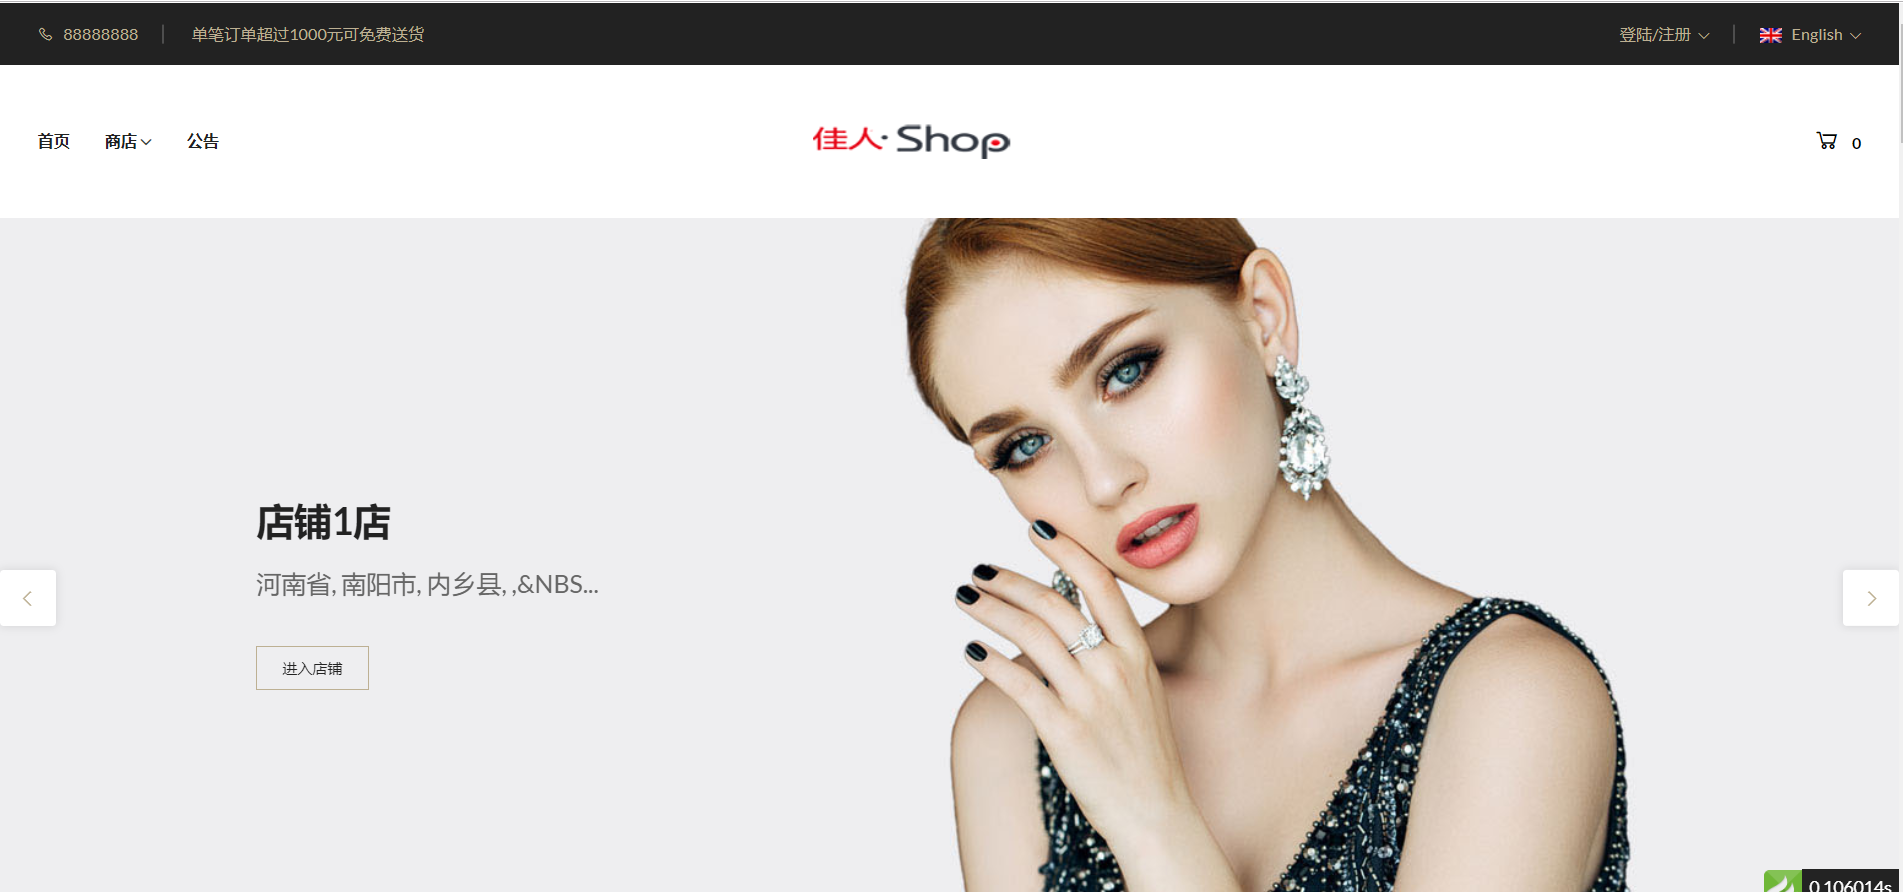 88888888
单笔订单超过1000元可免费送货
登陆/注册
English
首页
商店
公告
佳人·Shop
0
店铺1店
河南省, 南阳市, 内乡县, ,&NBS...
进入店铺
0.106014s